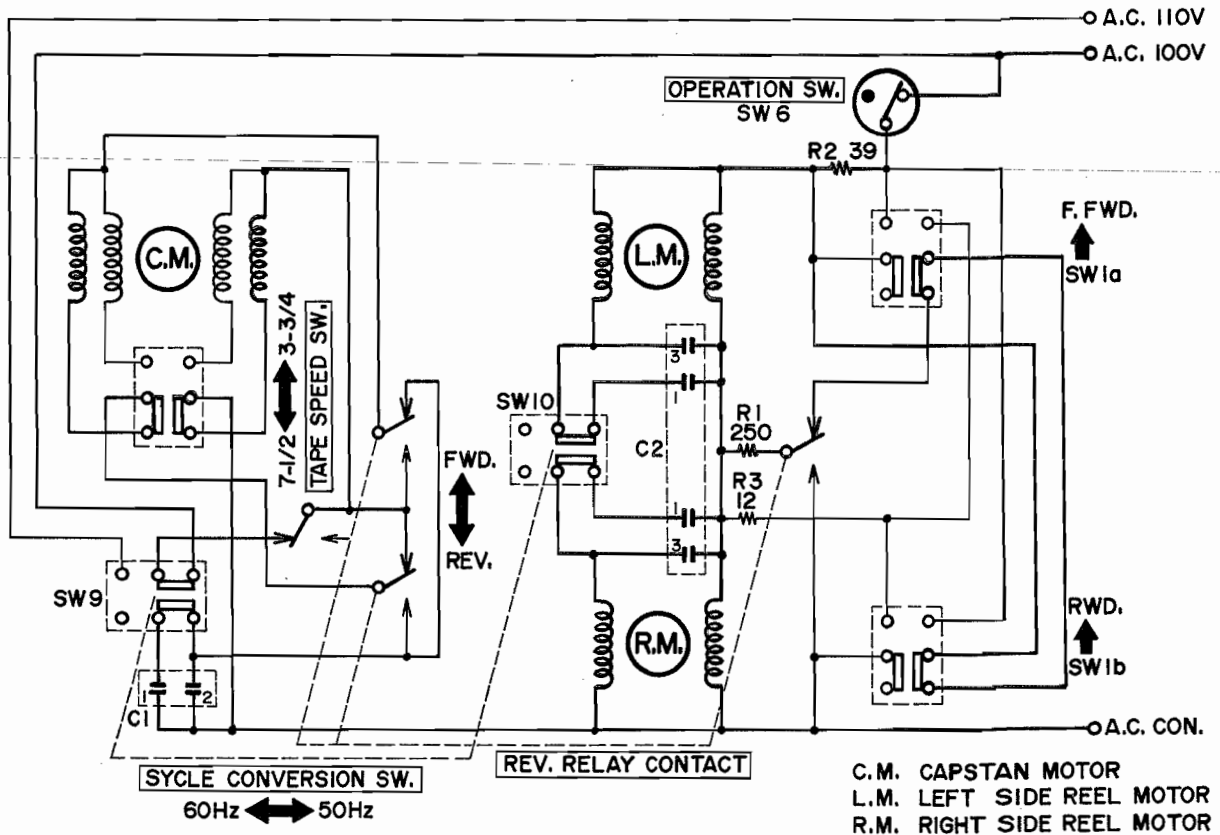 A.C. 110V
A.C. 100V
OPERATION SW.
SW 6
R2 39
F. FWD.
SW1a
C.M.
L.M.
7-1/2 3-3/4
TAPE SPEED SW.
3
1
SW10
C2
R1
250
FWD.
REV.
R3
12
1
3
SW9
1
2
C1
R.M.
RWD.
SW1b
A.C. CON.
SYCLE CONVERSION SW.
60Hz 50Hz
REV. RELAY CONTACT
C.M. CAPSTAN MOTOR
L.M. LEFT SIDE REEL MOTOR
R.M. RIGHT SIDE REEL MOTOR